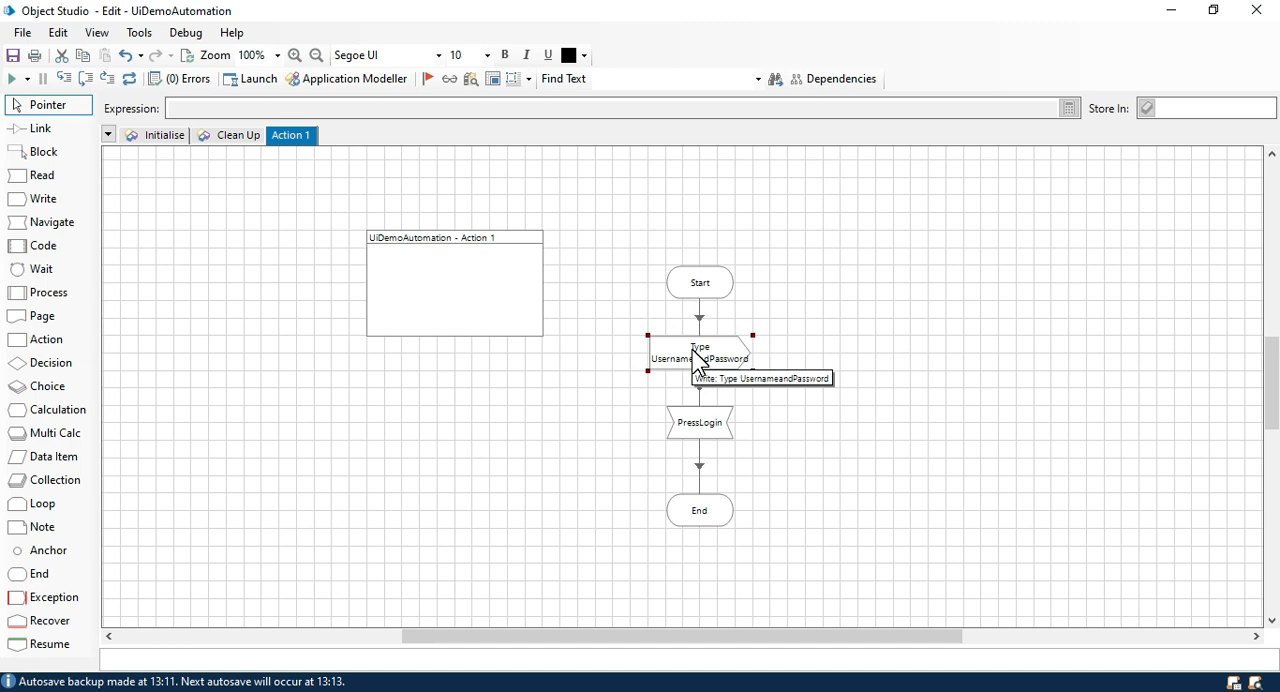 Object Studio - Edit - UiDemoAutomation
File Edit View Tools Debug Help
Zoom 100% Segoe UI 10 B I U
(0) Errors Launch Application Modeller Find Text Dependencies
Pointer
Expression:
Store In:
Link
Initialise Clean Up Action 1
Block
Read
Write
Navigate
Code
Wait
Process
Page
Action
Decision
Choice
Calculation
Multi Calc
Data Item
Collection
Loop
Note
Anchor
End
Exception
Recover
Resume
UiDemoAutomation - Action 1
Start
Type
Write: Type UsernameandPassword
PressLogin
End
Autosave backup made at 13:11. Next autosave will occur at 13:13.